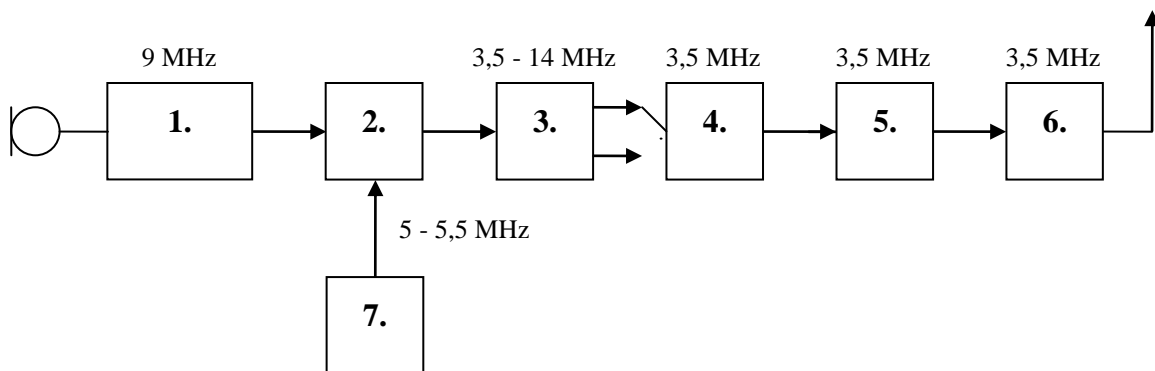 9 MHz
3,5 - 14 MHz
3,5 MHz
3,5 MHz
3,5 MHz
1.
2.
3.
4.
5.
6.
5 - 5,5 MHz
7.